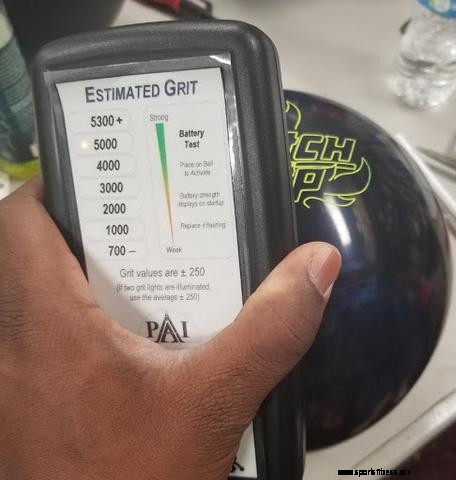 ESTIMATED GRIT
5300 +
5000
4000
3000
2000
1000
700 –
Strong
Weak
Battery
Test
Place on Ball
to Activate
Battery strength
displays on startup
Replace if flashing
Grit values are ± 250
(If two grit lights are illuminated,
use the average ± 250)
PAI